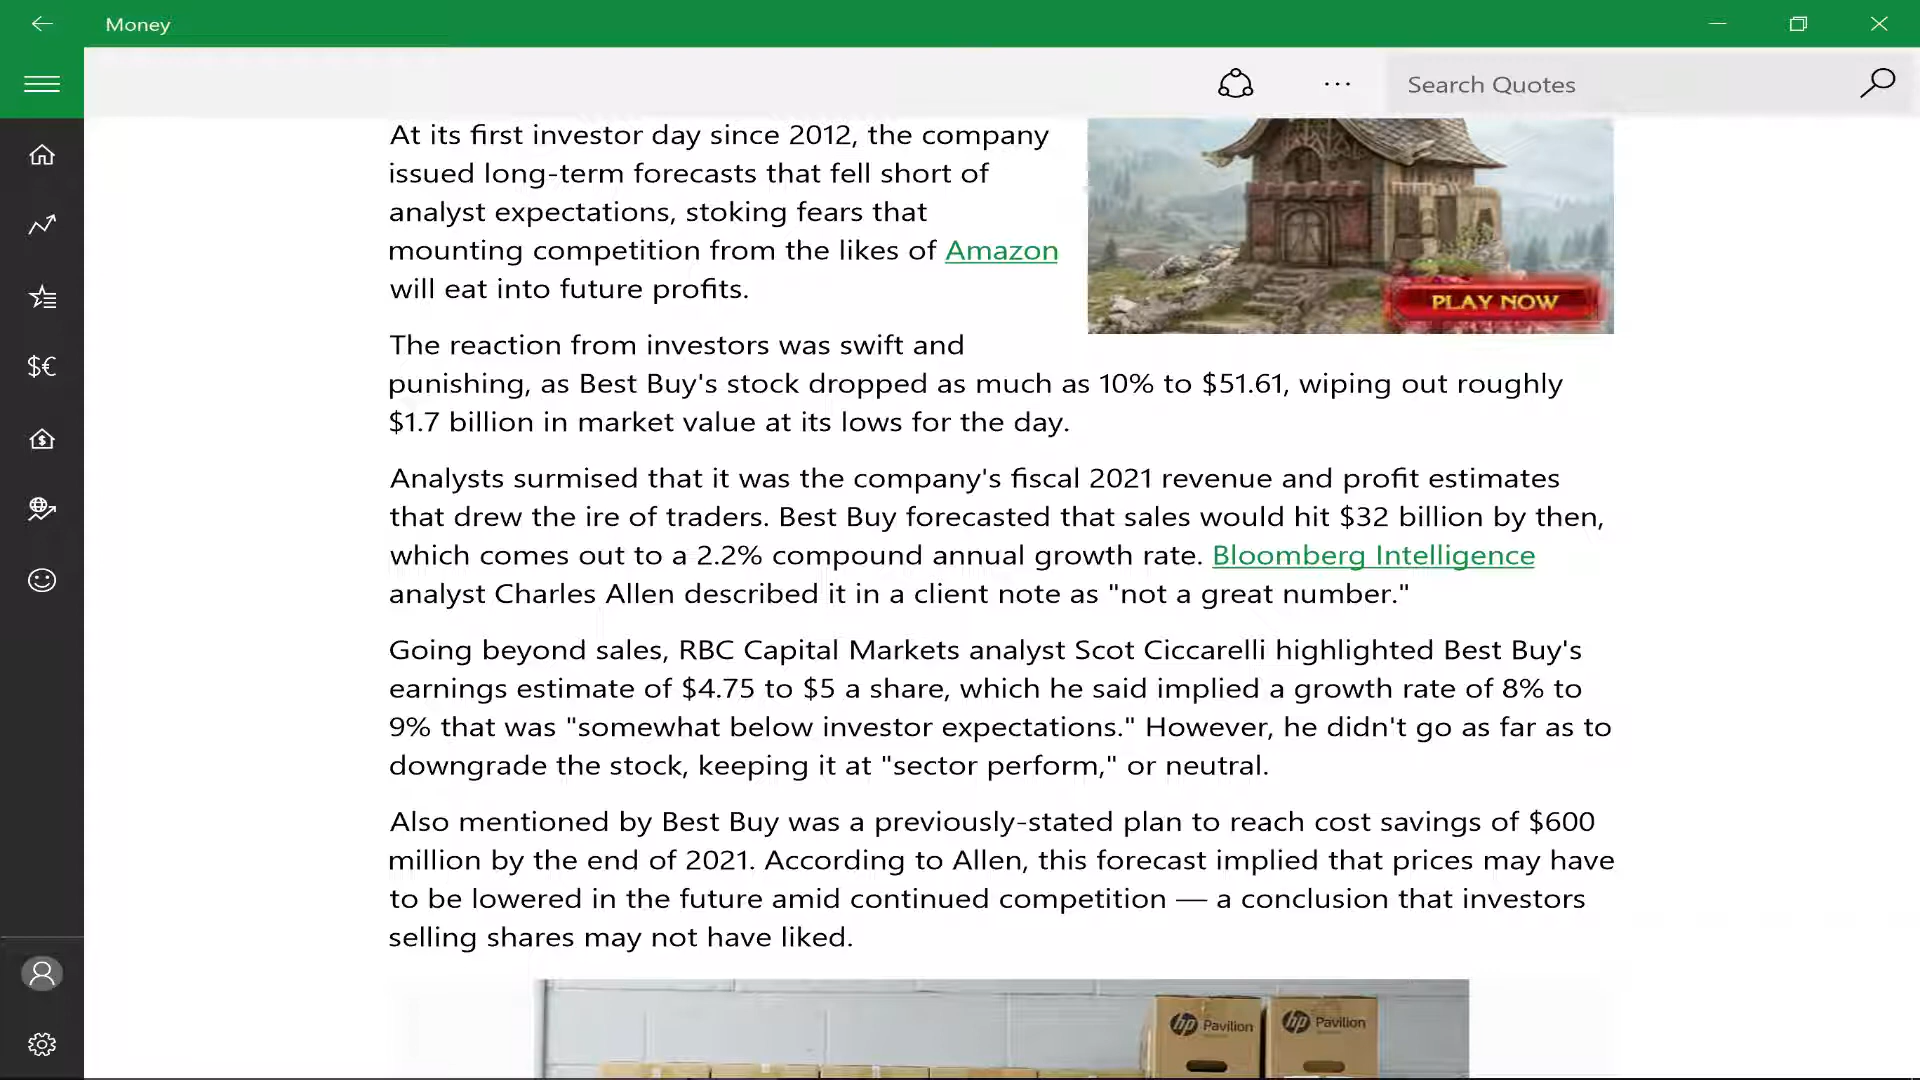 Money
Search Quotes
At its first investor day since 2012, the company
issued long-term forecasts that fell short of
analyst expectations, stoking fears that
mounting competition from the likes of Amazon
will eat into future profits.
PLAY NOW
The reaction from investors was swift and
punishing, as Best Buy's stock dropped as much as 10% to $51.61, wiping out roughly
$1.7 billion in market value at its lows for the day.
Analysts surmised that it was the company's fiscal 2021 revenue and profit estimates
that drew the ire of traders. Best Buy forecasted that sales would hit $32 billion by then,
which comes out to a 2.2% compound annual growth rate. Bloomberg Intelligence
analyst Charles Allen described it in a client note as "not a great number."
Going beyond sales, RBC Capital Markets analyst Scot Ciccarelli highlighted Best Buy's
earnings estimate of $4.75 to $5 a share, which he said implied a growth rate of 8% to
9% that was "somewhat below investor expectations." However, he didn't go as far as to
downgrade the stock, keeping it at "sector perform," or neutral.
Also mentioned by Best Buy was a previously-stated plan to reach cost savings of $600
million by the end of 2021. According to Allen, this forecast implied that prices may have
to be lowered in the future amid continued competition — a conclusion that investors
selling shares may not have liked.
hp Pavilion
hp Pavilion